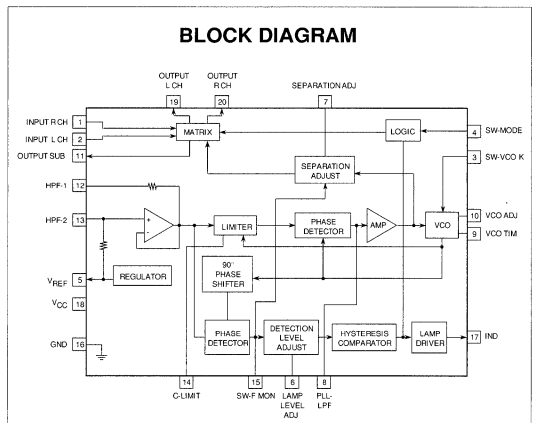 BLOCK DIAGRAM
OUTPUT
L CH
OUTPUT
R CH
SEPARATION ADJ
19
20
7
INPUT R CH
1
MATRIX
LOGIC
4
SW-MODE
INPUT L CH
2
OUTPUT SUB
11
3
SW-VCO K
SEPARATION
ADJUST
HPF-1
12
HPF-2
13
+
-
LIMITER
PHASE
DETECTOR
AMP
VCO
10
VCO ADJ
9
VCO TIM
90°
PHASE
SHIFTER
VREF
5
REGULATOR
VCC
18
PHASE
DETECTOR
DETECTION
LEVEL
ADJUST
HYSTERESIS
COMPARATOR
LAMP
DRIVER
17
IND
GND
16
14
15
6
8
C-LIMIT
SW-F MON
LAMP
LEVEL
ADJ
PLL-
LPF